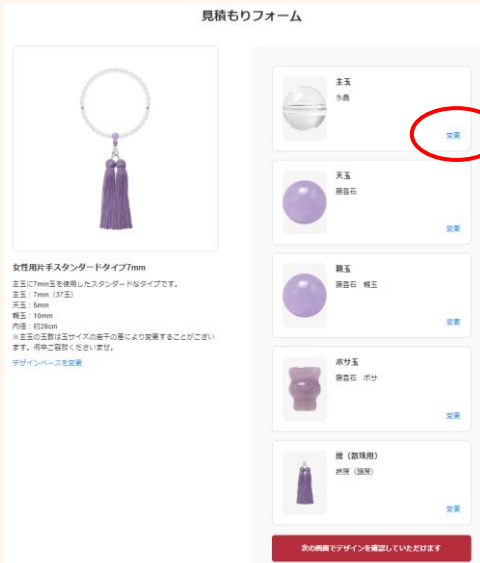 見積もりフォーム
女性用片手スタンダードタイプ7mm
主玉に7mm玉を使用したスタンダードなタイプです。
主玉：7mm（37玉）
天玉：5mm
親玉：10mm
内径：約26cm
※主玉の玉数は玉サイズの若干の差により変更することがござい
ます。何卒ご容赦くださいませ。
デザインベースを変更
主玉
水晶
変更
天玉
藤雲石
変更
親玉
藤雲石 親玉
変更
ボサ玉
藤雲石 ボサ
変更
房（数珠用）
変更
次の画面でデザインを確認していただけます